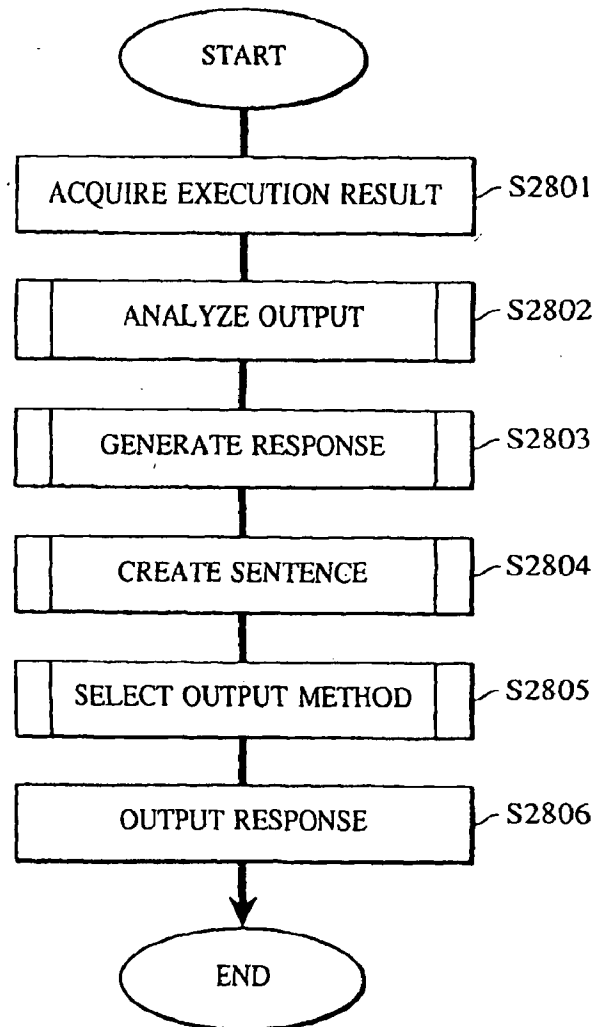 START
ACQUIRE EXECUTION RESULT S2801
ANALYZE OUTPUT S2802
GENERATE RESPONSE S2803
CREATE SENTENCE S2804
SELECT OUTPUT METHOD S2805
OUTPUT RESPONSE S2806
END